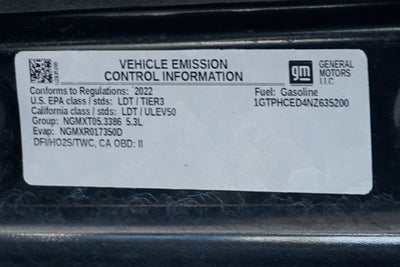 VEHICLE EMISSION
CONTROL INFORMATION
gm
GENERAL
MOTORS
LLC
Conforms to Regulations: 2022
Fuel: Gasoline
U.S. EPA class / stds: LDT / TIER3
1GTPHCED4NZ635200
California class / stds: LDT / ULEV50
Group: NGMXT05.3386 5.3L
Evap: NGMXR017350D
DFI/HO2S/TWC, CA OBD: II